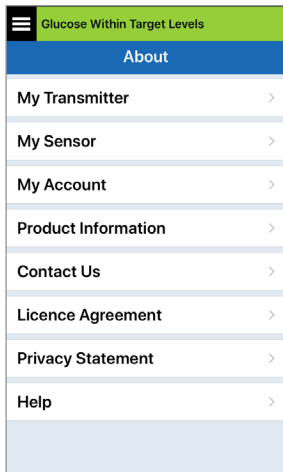 Glucose Within Target Levels
About
My Transmitter
My Sensor
My Account
Product Information
Contact Us
Licence Agreement
Privacy Statement
Help